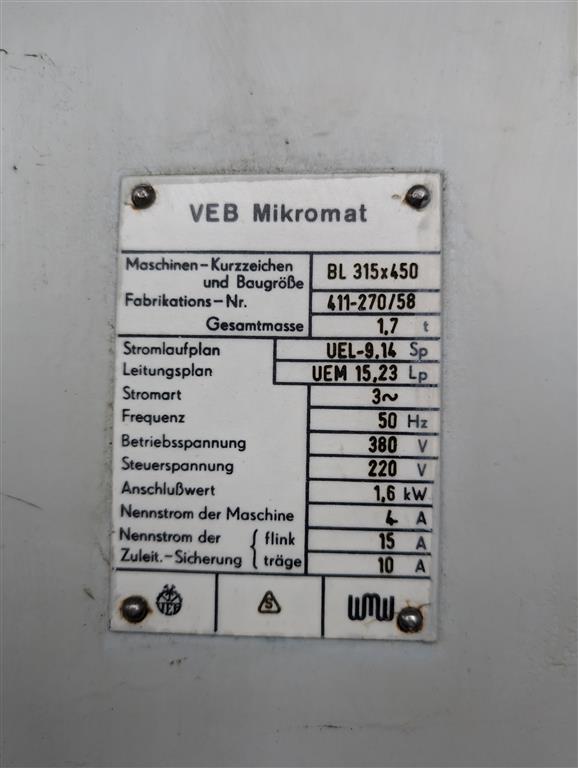 VEB Mikromat
Maschinen-Kurzzeichen und Baugröße BL 315x450
Fabrikations-Nr. 411-270/58
Gesamtmasse 1,7 t
Stromlaufplan UEL-9,14 Sp
Leitungsplan UEM 15,23 Lp
Stromart 3~
Frequenz 50 Hz
Betriebsspannung 380 V
Steuerspannung 220 V
Anschlußwert 1,6 kW
Nennstrom der Maschine 4 A
Nennstrom der { flink 15 A
Zuleit.-Sicherung { träge 10 A
VEB S WMW